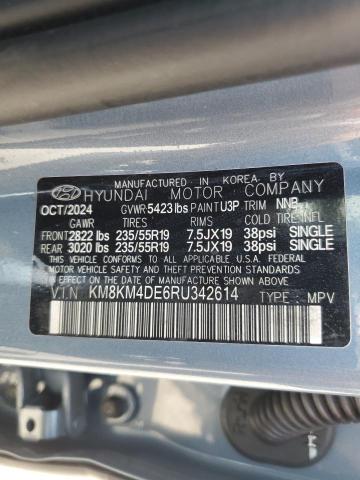 MANUFACTURED IN KOREA BY
HYUNDAI MOTOR COMPANY
OCT/2024 GVWR 5423 lbs PAINT U3P TRIM NNB
GAWR TIRES RIMS COLD TIRE INFL
FRONT 2822 lbs 235/55R19 7.5JX19 38psi SINGLE
REAR 3020 lbs 235/55R19 7.5JX19 38psi SINGLE
THIS VEHICLE CONFORMS TO ALL APPLICABLE U.S.A. FEDERAL
MOTOR VEHICLE SAFETY AND THEFT PREVENTION STANDARDS
IN EFFECT ON THE DATE OF MANUFACTURE SHOWN ABOVE.
V.I.N KM8KM4DE6RU342614 TYPE: MPV